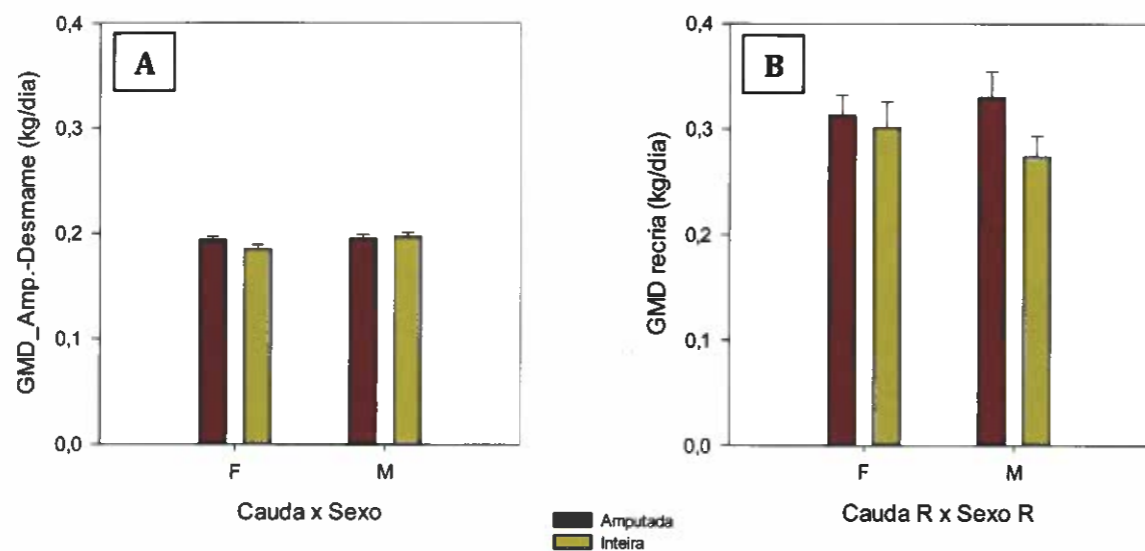 A
GMD_Amp.-Desmame (kg/dia)
0,4
0,3
0,2
0,1
0,0
F
M
Cauda x Sexo
B
GMD recria (kg/dia)
0,4
0,3
0,2
0,1
0,0
F
M
Cauda R x Sexo R
Amputada
Inteira